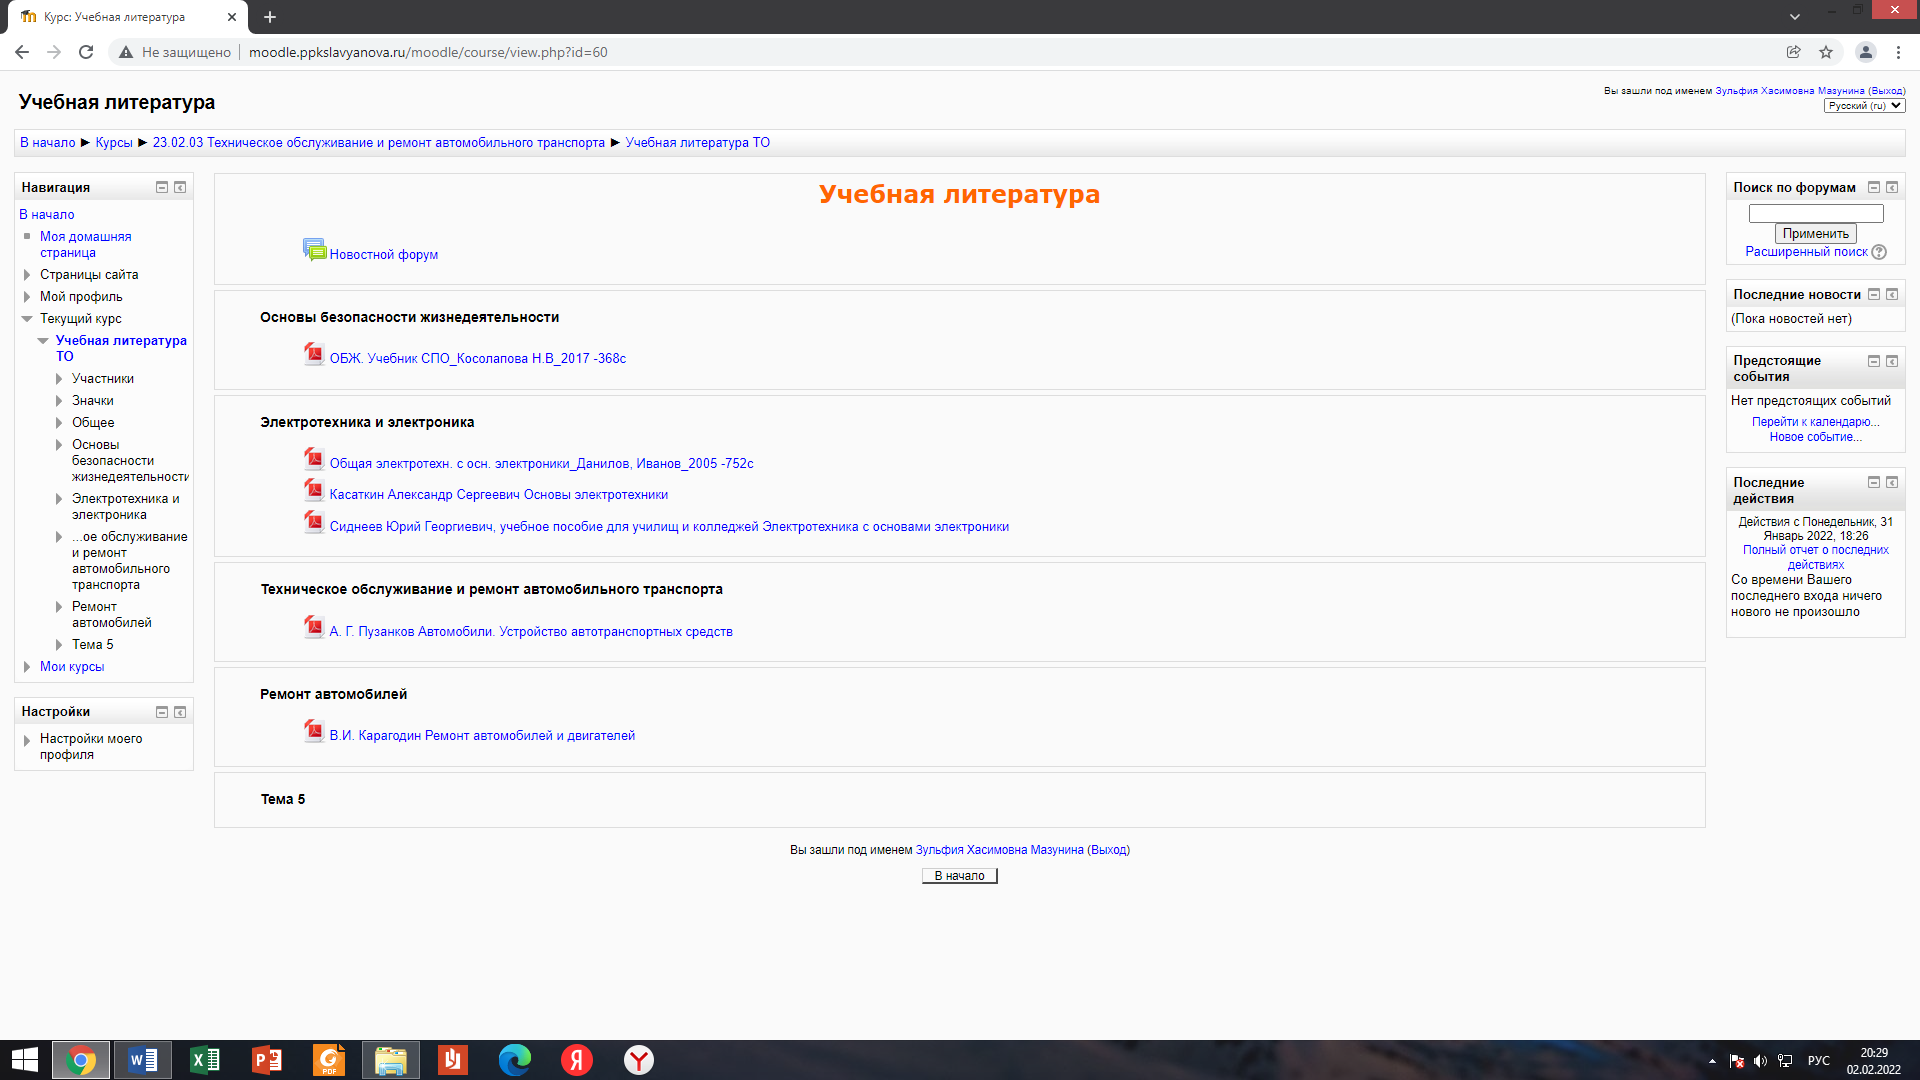 Курс: Учебная литература
Не защищено
moodle.ppkslavyanova.ru/moodle/course/view.php?id=60
Учебная литература
Вы зашли под именем Зульфия Хасимовна Мазунина (Выход)
Русский (ru)
В начало ► Курсы ► 23.02.03 Техническое обслуживание и ремонт автомобильного транспорта ► Учебная литература ТО
Навигация
В начало
Моя домашняя
страница
Страницы сайта
Мой профиль
Текущий курс
Учебная литература
ТО
Участники
Значки
Общее
Основы
безопасности
жизнедеятельности
Электротехника и
электроника
...ое обслуживание
и ремонт
автомобильного
транспорта
Ремонт
автомобилей
Тема 5
Мои курсы
Настройки
Настройки моего
профиля
Учебная литература
Новостной форум
Основы безопасности жизнедеятельности
ОБЖ. Учебник СПО_Косолапова Н.В_2017 -368с
Электротехника и электроника
Общая электротехн. с осн. электроники_Данилов, Иванов_2005 -752с
Касаткин Александр Сергеевич Основы электротехники
Сиднеев Юрий Георгиевич, учебное пособие для училищ и колледжей Электротехника с основами электроники
Техническое обслуживание и ремонт автомобильного транспорта
А. Г. Пузанков Автомобили. Устройство автотранспортных средств
Ремонт автомобилей
В.И. Карагодин Ремонт автомобилей и двигателей
Тема 5
Вы зашли под именем Зульфия Хасимовна Мазунина (Выход)
В начало
Поиск по форумам
Применить
Расширенный поиск
Последние новости
(Пока новостей нет)
Предстоящие
события
Нет предстоящих событий
Перейти к календарю...
Новое событие...
Последние
действия
Действия с Понедельник, 31
Январь 2022, 18:26
Полный отчет о последних
действиях
Со времени Вашего
последнего входа ничего
нового не произошло
PDF
РУС
20:29
02.02.2022